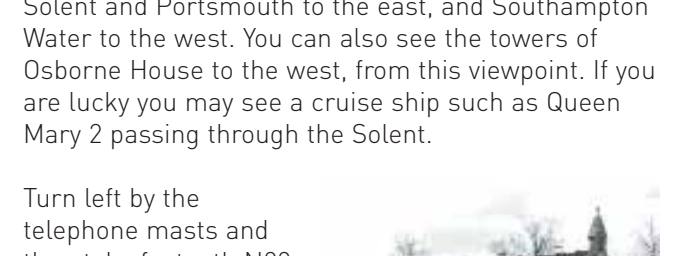 Solent and Portsmouth to the east, and Southampton
Water to the west. You can also see the towers of
Osborne House to the west, from this viewpoint. If you
are lucky you may see a cruise ship such as Queen
Mary 2 passing through the Solent.
Turn left by the
telephone masts and